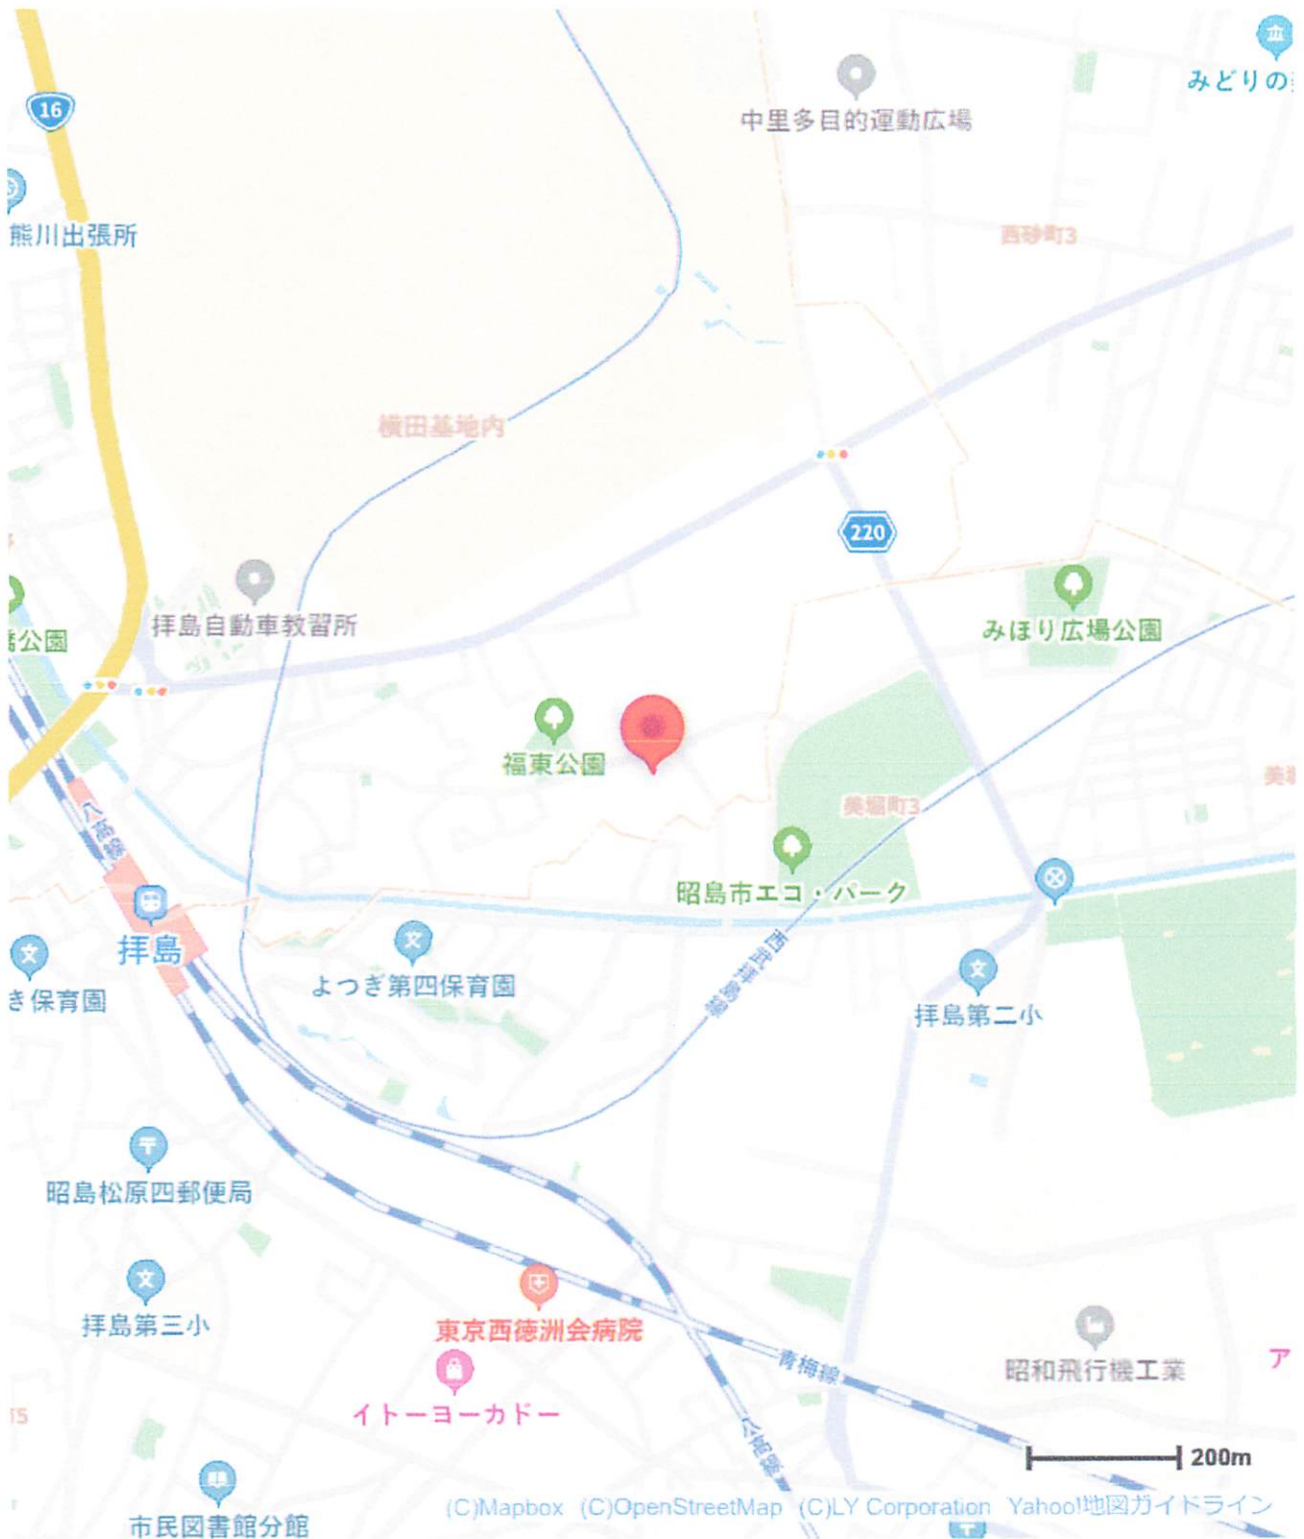 みどりの
16
中里多目的運動広場
熊川出張所
西砂町3
横田基地内
220
拝島自動車教習所
みほり広場公園
公園
福東公園
美堀町3
八高線
昭島市エコ・パーク
拝島
西武拝島線
き保育園
よつぎ第四保育園
拝島第二小
昭島松原四郵便局
拝島第三小
東京西徳洲会病院
青梅線
昭和飛行機工業
ア
イトーヨーカドー
八高線
200m
市民図書館分館
(C)Mapbox (C)OpenStreetMap (C)LY Corporation Yahoo!地図ガイドライン